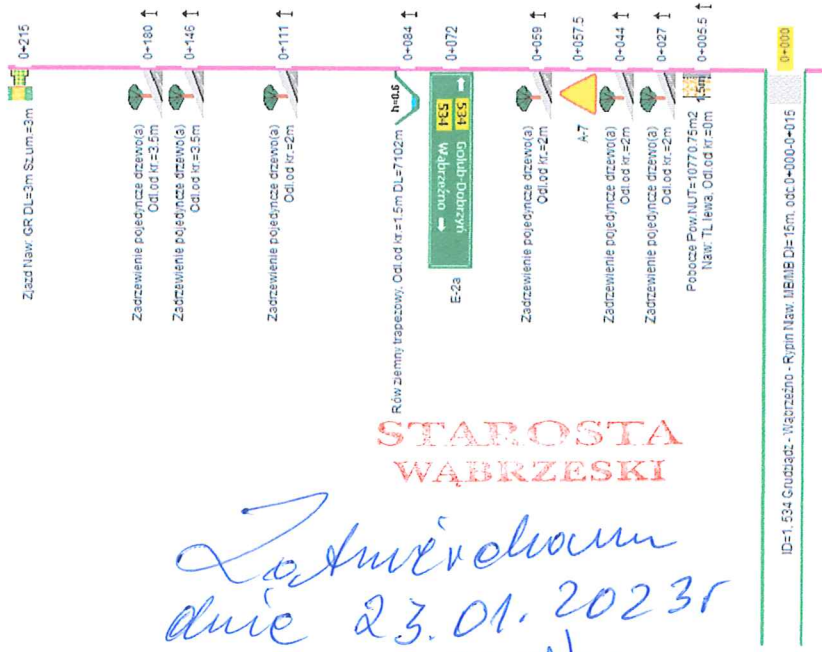 Zjazd Naw: GR DL=3m Sz.um.=3m
0+215
Zadrzewienie pojedyncze drzewo(a)
Odl.od kr.=3.5m
0+180
Zadrzewienie pojedyncze drzewo(a)
Odl.od kr.=3.5m
0+146
Zadrzewienie pojedyncze drzewo(a)
Odl.od kr.=2m
0+111
Rów ziemny trapezowy, Odl.od kr.=1.5m DL=7102m
h=0.6
0+084
E-2a
534 Golub-Dobrzyń
534 Wąbrzeźno
0+072
Zadrzewienie pojedyncze drzewo(a)
Odl.od kr.=2m
0+059
A-7
0+057.5
Zadrzewienie pojedyncze drzewo(a)
Odl.od kr.=2m
0+044
Zadrzewienie pojedyncze drzewo(a)
Odl.od kr.=2m
0+027
Pobocze Pow.NUT=10770.75m2
Naw: TL lewa, Odl.od kr.=0m
1.5m
0+005.5
ID=1, 534 Grudziądz - Wąbrzeźno - Rypin Naw. MB/MB Dł=15m, odc.0+000-0+015
0+000
STAROSTA
WĄBRZESKI
Zatwierdzam
dnia 23.01.2023r